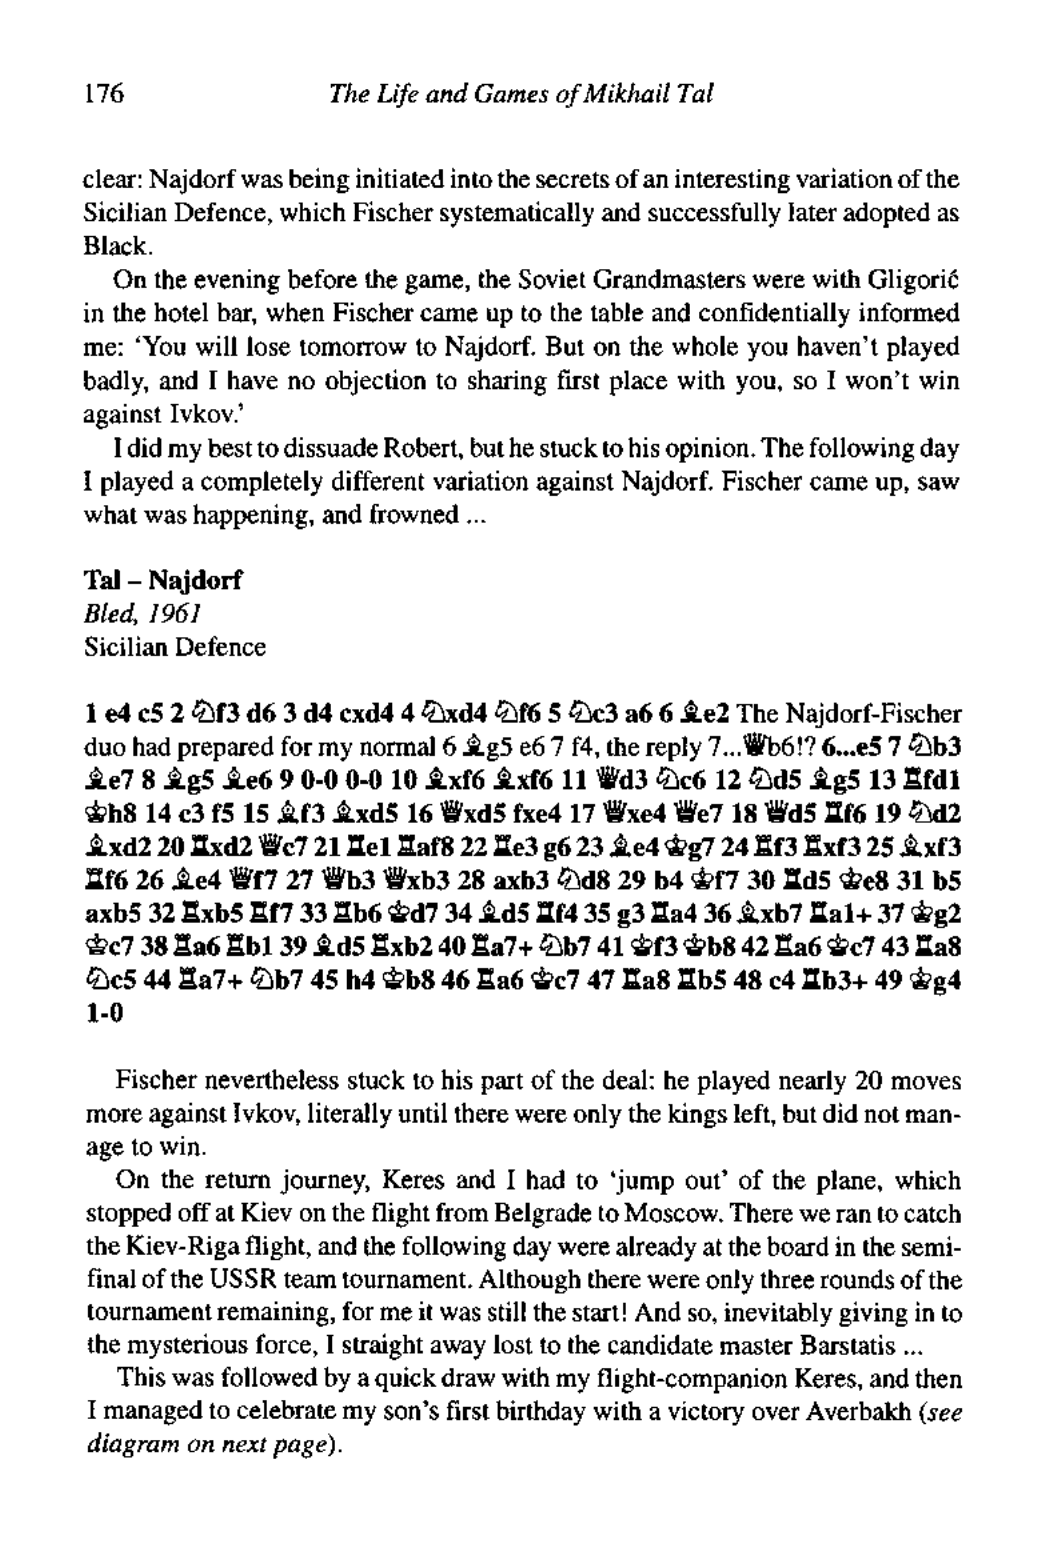 176 The Life and Games of Mikhail Tal
clear: Najdorf was being initiated into the secrets of an interesting variation of the
Sicilian Defence, which Fischer systematically and successfully later adopted as
Black.
On the evening before the game, the Soviet Grandmasters were with Gligorić
in the hotel bar, when Fischer came up to the table and confidentially informed
me: ‘You will lose tomorrow to Najdorf. But on the whole you haven’t played
badly, and I have no objection to sharing first place with you, so I won’t win
against Ivkov.’
I did my best to dissuade Robert, but he stuck to his opinion. The following day
I played a completely different variation against Najdorf. Fischer came up, saw
what was happening, and frowned ...
Tal – Najdorf
Bled, 1961
Sicilian Defence
1 e4 c5 2 ♘f3 d6 3 d4 cxd4 4 ♘xd4 ♘f6 5 ♘c3 a6 6 ♗e2 The Najdorf-Fischer
duo had prepared for my normal 6 ♗g5 e6 7 f4, the reply 7...♕b6!? 6...e5 7 ♘b3
♗e7 8 ♗g5 ♗e6 9 0-0 0-0 10 ♗xf6 ♗xf6 11 ♕d3 ♘c6 12 ♘d5 ♗g5 13 ♖fd1
♔h8 14 c3 f5 15 ♗f3 ♗xd5 16 ♕xd5 fxe4 17 ♕xe4 ♕e7 18 ♕d5 ♖f6 19 ♘d2
♗xd2 20 ♖xd2 ♕c7 21 ♖e1 ♖af8 22 ♖e3 g6 23 ♗e4 ♔g7 24 ♖f3 ♖xf3 25 ♗xf3
♖f6 26 ♗e4 ♕f7 27 ♕b3 ♕xb3 28 axb3 ♘d8 29 b4 ♔f7 30 ♖d5 ♔e8 31 b5
axb5 32 ♖xb5 ♖f7 33 ♖b6 ♔d7 34 ♗d5 ♖f4 35 g3 ♖a4 36 ♗xb7 ♖a1+ 37 ♔g2
♔c7 38 ♖a6 ♖b1 39 ♗d5 ♖xb2 40 ♖a7+ ♘b7 41 ♔f3 ♔b8 42 ♖a6 ♔c7 43 ♖a8
♘c5 44 ♖a7+ ♘b7 45 h4 ♔b8 46 ♖a6 ♔c7 47 ♖a8 ♖b5 48 c4 ♖b3+ 49 ♔g4
1-0
Fischer nevertheless stuck to his part of the deal: he played nearly 20 moves
more against Ivkov, literally until there were only the kings left, but did not man-
age to win.
On the return journey, Keres and I had to ‘jump out’ of the plane, which
stopped off at Kiev on the flight from Belgrade to Moscow. There we ran to catch
the Kiev-Riga flight, and the following day were already at the board in the semi-
final of the USSR team tournament. Although there were only three rounds of the
tournament remaining, for me it was still the start! And so, inevitably giving in to
the mysterious force, I straight away lost to the candidate master Barstatis ...
This was followed by a quick draw with my flight-companion Keres, and then
I managed to celebrate my son’s first birthday with a victory over Averbakh (see
diagram on next page).